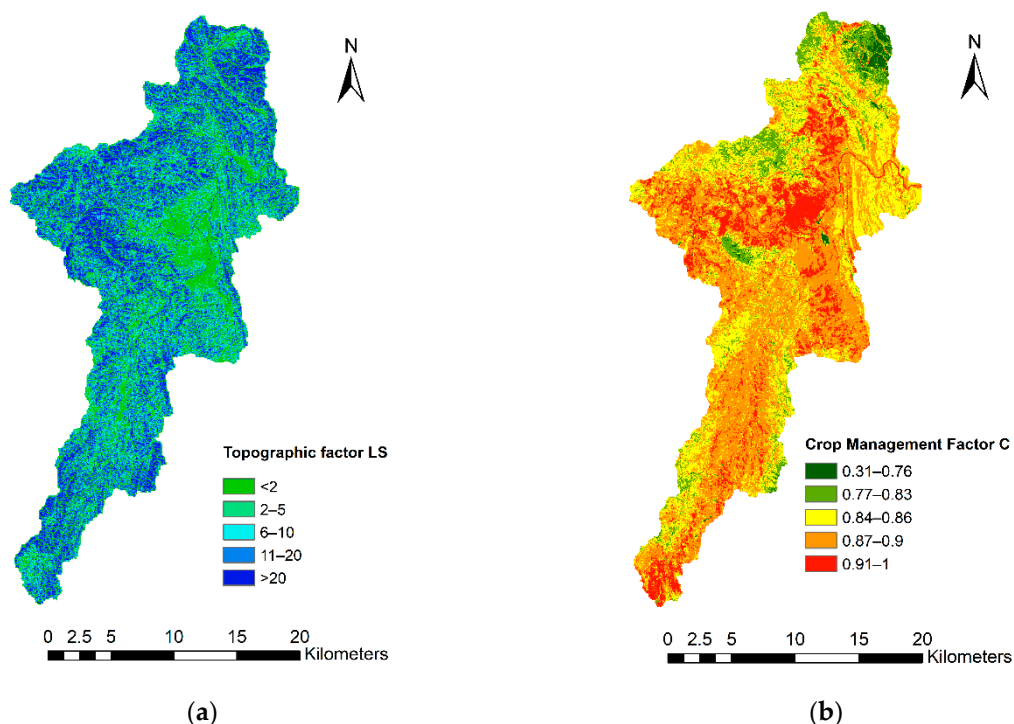 N
Topographic factor LS
<2
2–5
6–10
11–20
>20
0 2.5 5 10 15 20
Kilometers
(a)
N
Crop Management Factor C
0.31–0.76
0.77–0.83
0.84–0.86
0.87–0.9
0.91–1
0 2.5 5 10 15 20
Kilometers
(b)